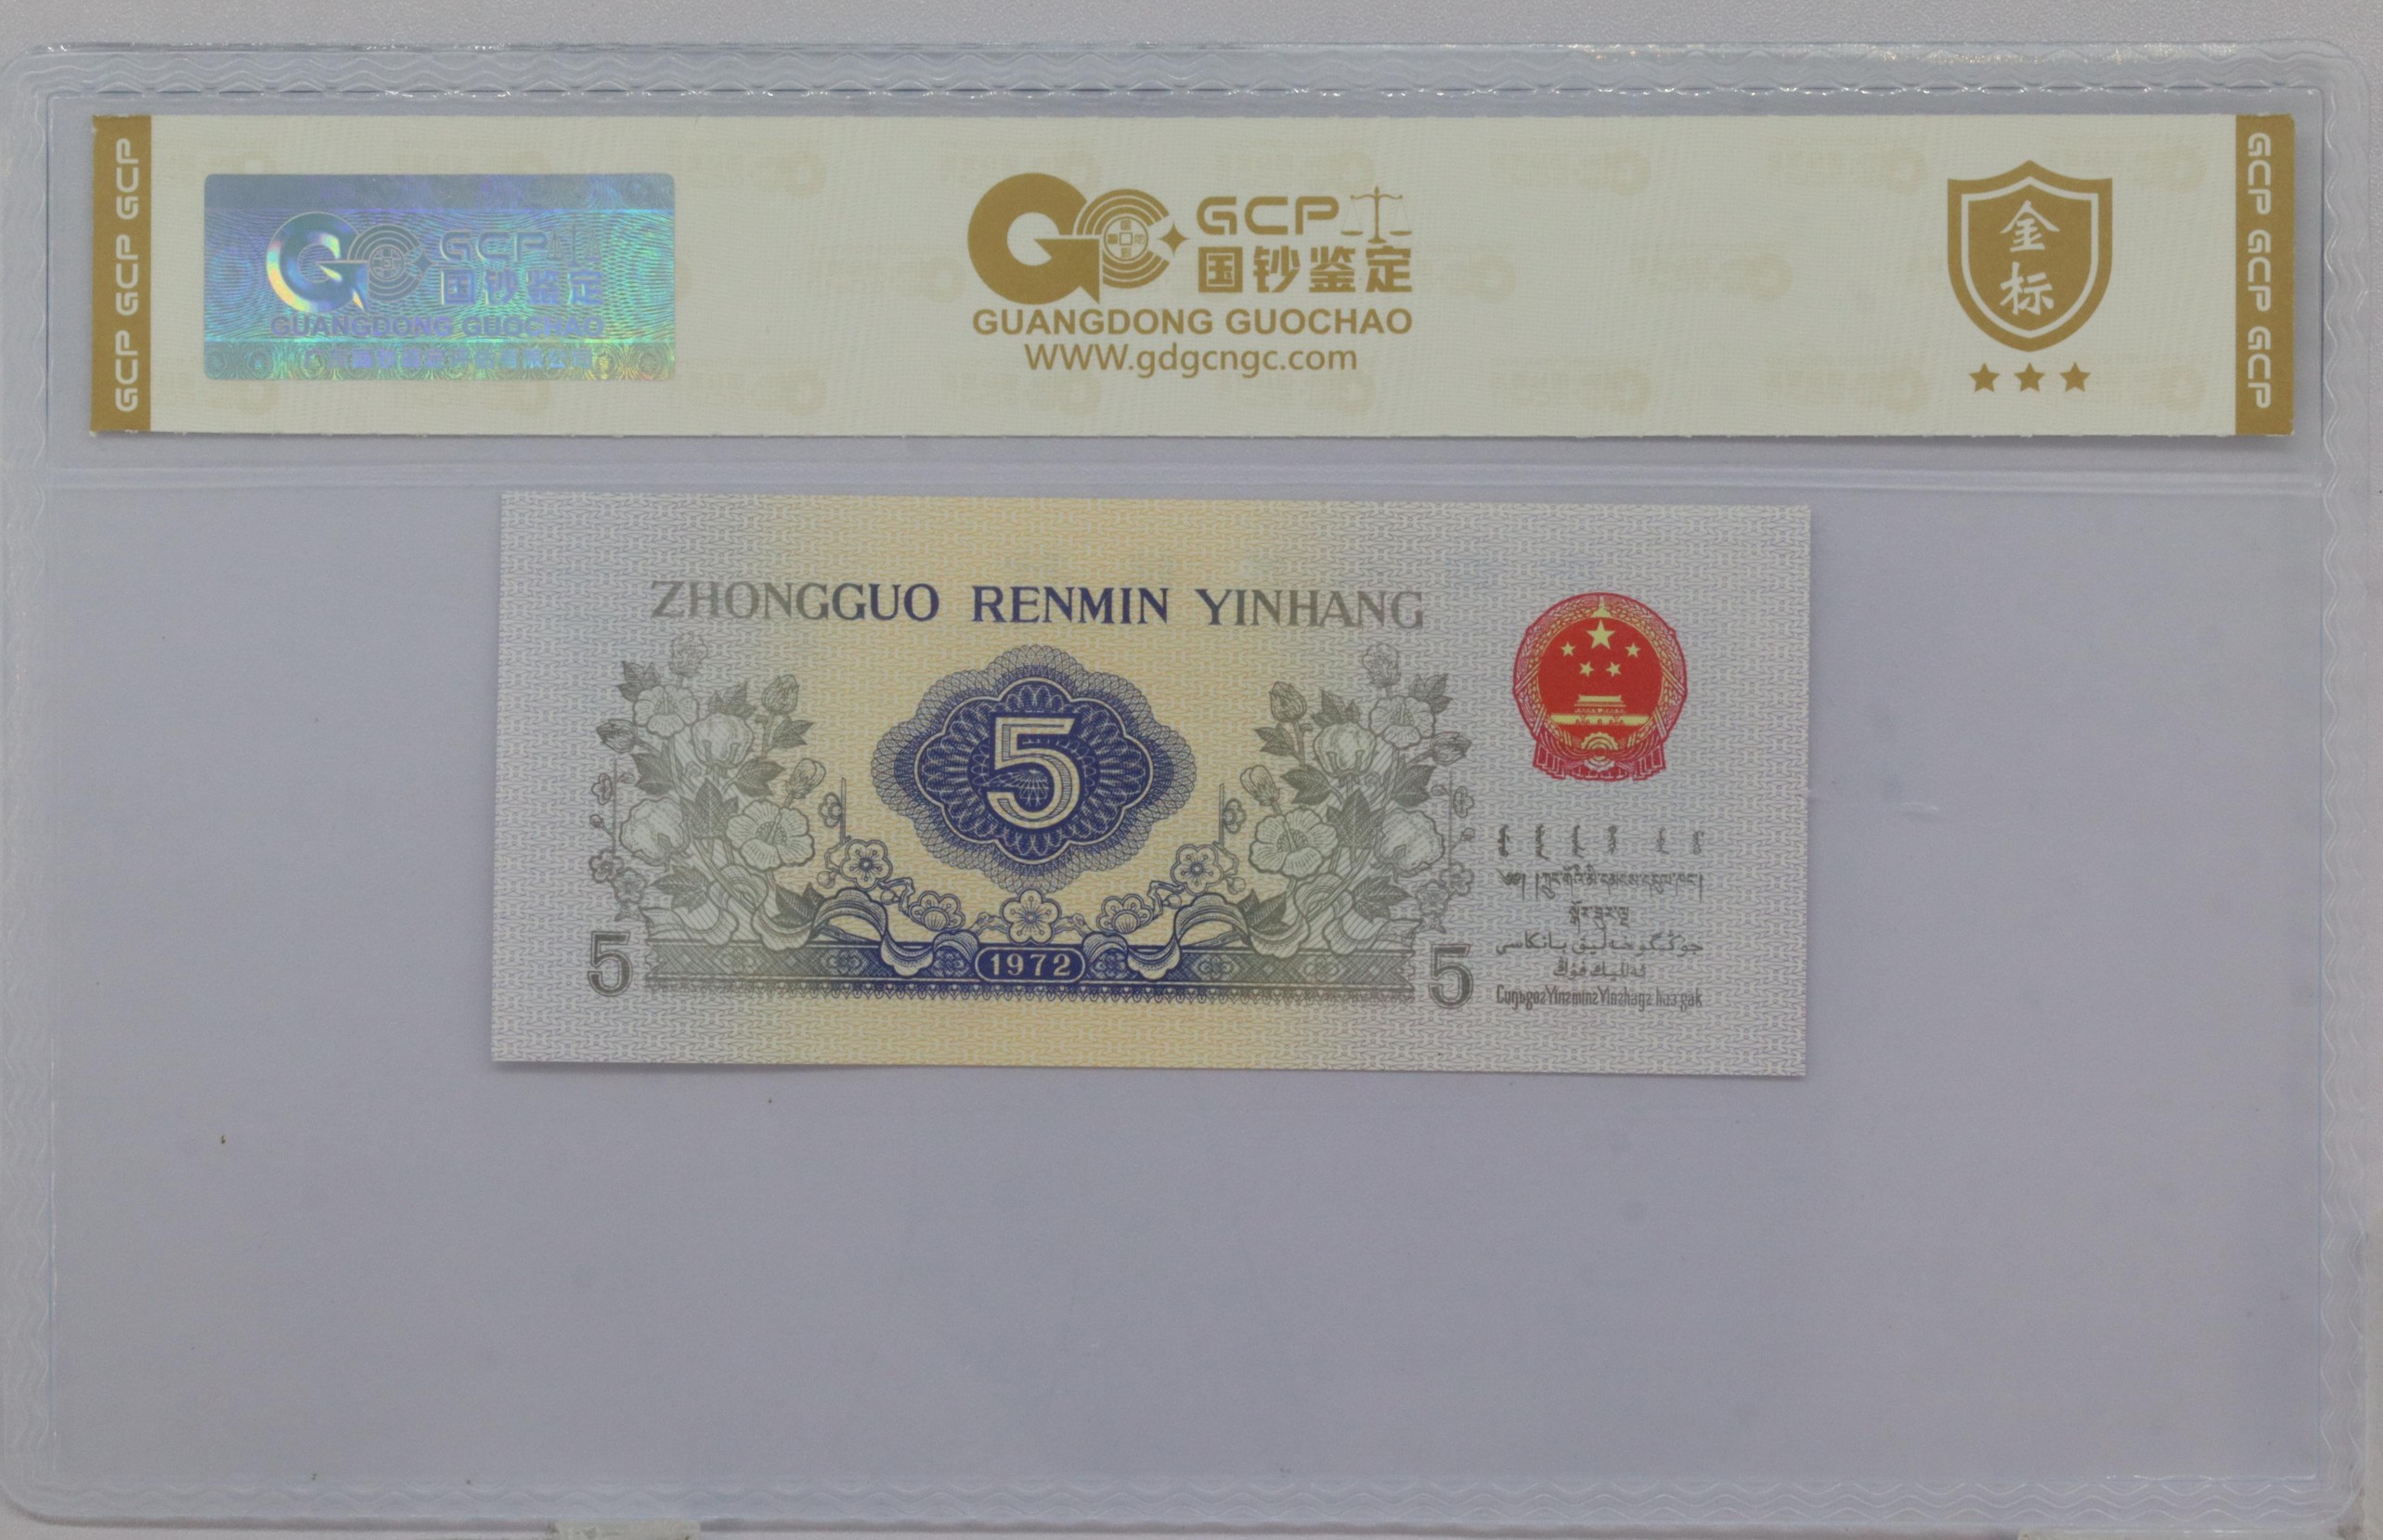 GCP GCP GCP
GCP
国钞鉴定
GUANGDONG GUOCHAO
GCP
国钞鉴定
GUANGDONG GUOCHAO
WWW.gdgcngc.com
金
标
GCP GCP GCP
ZHONGGUO RENMIN YINHANG
5
5
1972
5